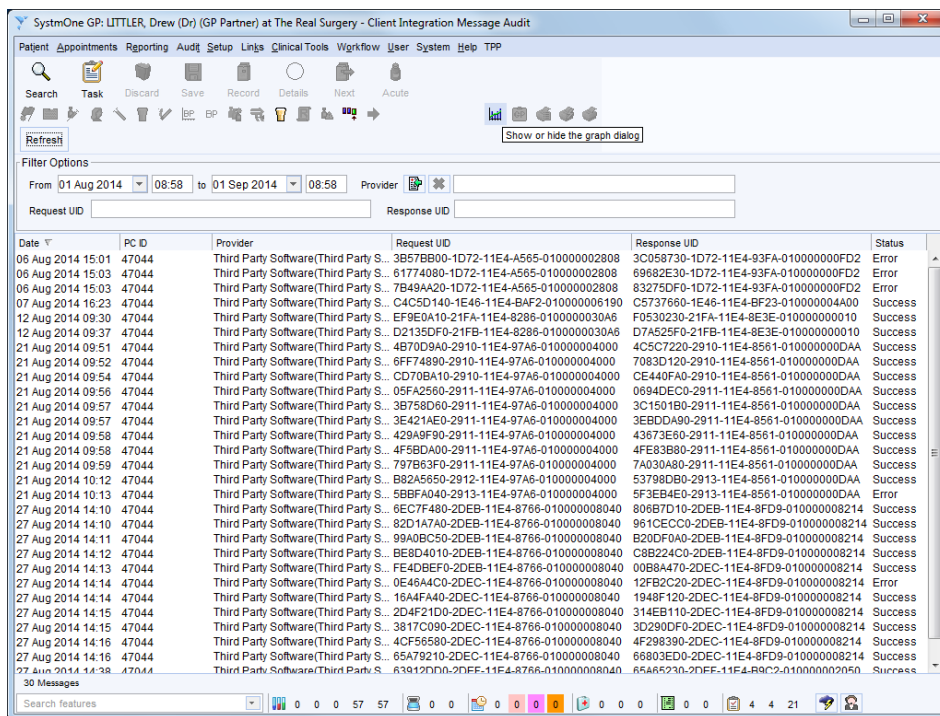 SystmOne GP: LITTLER, Drew (Dr) (GP Partner) at The Real Surgery - Client Integration Message Audit
Patient Appointments Reporting Audit Setup Links Clinical Tools Workflow User System Help TPP
Search Task Discard Save Record Details Next Acute
BP BP
Show or hide the graph dialog
Refresh
Filter Options
From 01 Aug 2014 08:58 to 01 Sep 2014 08:58 Provider
Request UID Response UID
Date PC ID Provider Request UID Response UID Status
06 Aug 2014 15:01 47044 Third Party Software(Third Party S... 3B57BB00-1D72-11E4-A565-010000002808 3C058730-1D72-11E4-93FA-010000000FD2 Error
06 Aug 2014 15:03 47044 Third Party Software(Third Party S... 61774080-1D72-11E4-A565-010000002808 69682E30-1D72-11E4-93FA-010000000FD2 Error
06 Aug 2014 15:03 47044 Third Party Software(Third Party S... 7B49AA20-1D72-11E4-A565-010000002808 83275DF0-1D72-11E4-93FA-010000000FD2 Error
07 Aug 2014 16:23 47044 Third Party Software(Third Party S... C4C5D140-1E46-11E4-BAF2-010000006190 C5737660-1E46-11E4-BF23-010000004A00 Success
12 Aug 2014 09:30 47044 Third Party Software(Third Party S... EF9E0A10-21FA-11E4-8286-0100000030A6 F0530230-21FA-11E4-8E3E-010000000010 Success
12 Aug 2014 09:37 47044 Third Party Software(Third Party S... D2135DF0-21FB-11E4-8286-0100000030A6 D7A525F0-21FB-11E4-8E3E-010000000010 Success
21 Aug 2014 09:51 47044 Third Party Software(Third Party S... 4B70D9A0-2910-11E4-97A6-010000004000 4C5C7220-2910-11E4-8561-010000000DAA Success
21 Aug 2014 09:52 47044 Third Party Software(Third Party S... 6FF74890-2910-11E4-97A6-010000004000 7083D120-2910-11E4-8561-010000000DAA Success
21 Aug 2014 09:54 47044 Third Party Software(Third Party S... CD70BA10-2910-11E4-97A6-010000004000 CE440FA0-2910-11E4-8561-010000000DAA Success
21 Aug 2014 09:56 47044 Third Party Software(Third Party S... 05FA2560-2911-11E4-97A6-010000004000 0694DEC0-2911-11E4-8561-010000000DAA Success
21 Aug 2014 09:57 47044 Third Party Software(Third Party S... 3B758D60-2911-11E4-97A6-010000004000 3C1501B0-2911-11E4-8561-010000000DAA Success
21 Aug 2014 09:57 47044 Third Party Software(Third Party S... 3E421AE0-2911-11E4-97A6-010000004000 3EBDDA90-2911-11E4-8561-010000000DAA Success
21 Aug 2014 09:58 47044 Third Party Software(Third Party S... 429A9F90-2911-11E4-97A6-010000004000 43673E60-2911-11E4-8561-010000000DAA Success
21 Aug 2014 09:58 47044 Third Party Software(Third Party S... 4F5BDA00-2911-11E4-97A6-010000004000 4FE83B80-2911-11E4-8561-010000000DAA Success
21 Aug 2014 09:59 47044 Third Party Software(Third Party S... 797B63F0-2911-11E4-97A6-010000004000 7A030A80-2911-11E4-8561-010000000DAA Success
21 Aug 2014 10:12 47044 Third Party Software(Third Party S... B82A5650-2912-11E4-97A6-010000004000 53798DB0-2913-11E4-8561-010000000DAA Success
21 Aug 2014 10:13 47044 Third Party Software(Third Party S... 5BBFA040-2913-11E4-97A6-010000004000 5F3EB4E0-2913-11E4-8561-010000000DAA Error
27 Aug 2014 14:10 47044 Third Party Software(Third Party S... 6EC7F480-2DEB-11E4-8766-010000008040 806B7D10-2DEB-11E4-8FD9-010000008214 Success
27 Aug 2014 14:10 47044 Third Party Software(Third Party S... 82D1A7A0-2DEB-11E4-8766-010000008040 961CECC0-2DEB-11E4-8FD9-010000008214 Success
27 Aug 2014 14:11 47044 Third Party Software(Third Party S... 99A0BC50-2DEB-11E4-8766-010000008040 B20DF0A0-2DEB-11E4-8FD9-010000008214 Success
27 Aug 2014 14:12 47044 Third Party Software(Third Party S... BE8D4010-2DEB-11E4-8766-010000008040 C8B224C0-2DEB-11E4-8FD9-010000008214 Success
27 Aug 2014 14:13 47044 Third Party Software(Third Party S... FE4DBEF0-2DEB-11E4-8766-010000008040 00B8A470-2DEC-11E4-8FD9-010000008214 Success
27 Aug 2014 14:14 47044 Third Party Software(Third Party S... 0E46A4C0-2DEC-11E4-8766-010000008040 12FB2C20-2DEC-11E4-8FD9-010000008214 Error
27 Aug 2014 14:14 47044 Third Party Software(Third Party S... 16A4FA40-2DEC-11E4-8766-010000008040 1948F120-2DEC-11E4-8FD9-010000008214 Success
27 Aug 2014 14:15 47044 Third Party Software(Third Party S... 2D4F21D0-2DEC-11E4-8766-010000008040 314EB110-2DEC-11E4-8FD9-010000008214 Success
27 Aug 2014 14:15 47044 Third Party Software(Third Party S... 3817C090-2DEC-11E4-8766-010000008040 3D290DF0-2DEC-11E4-8FD9-010000008214 Success
27 Aug 2014 14:16 47044 Third Party Software(Third Party S... 4CF56580-2DEC-11E4-8766-010000008040 4F298390-2DEC-11E4-8FD9-010000008214 Success
27 Aug 2014 14:16 47044 Third Party Software(Third Party S... 65A79210-2DEC-11E4-8766-010000008040 66803ED0-2DEC-11E4-8FD9-010000008214 Success
27 Aug 2014 14:38 47044 Third Party Software(Third Party S... 63912DD0-2DEF-11E4-8766-010000008040 65A65230-2DEF-11E4-B9C2-010000002050 Success
30 Messages
Search features 0 0 0 57 57 0 0 0 0 0 0 0 0 0 0 0 4 4 21